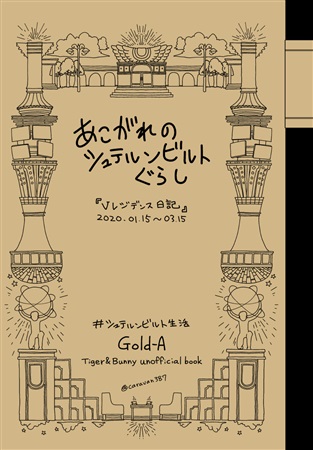 あこがれの
シュテルンビルト
ぐらし
『Vレジデンス日記』
2020.01.15～03.15
#シュテルンビルト生活
Gold-A
Tiger&Bunny unofficial book
@caravan387